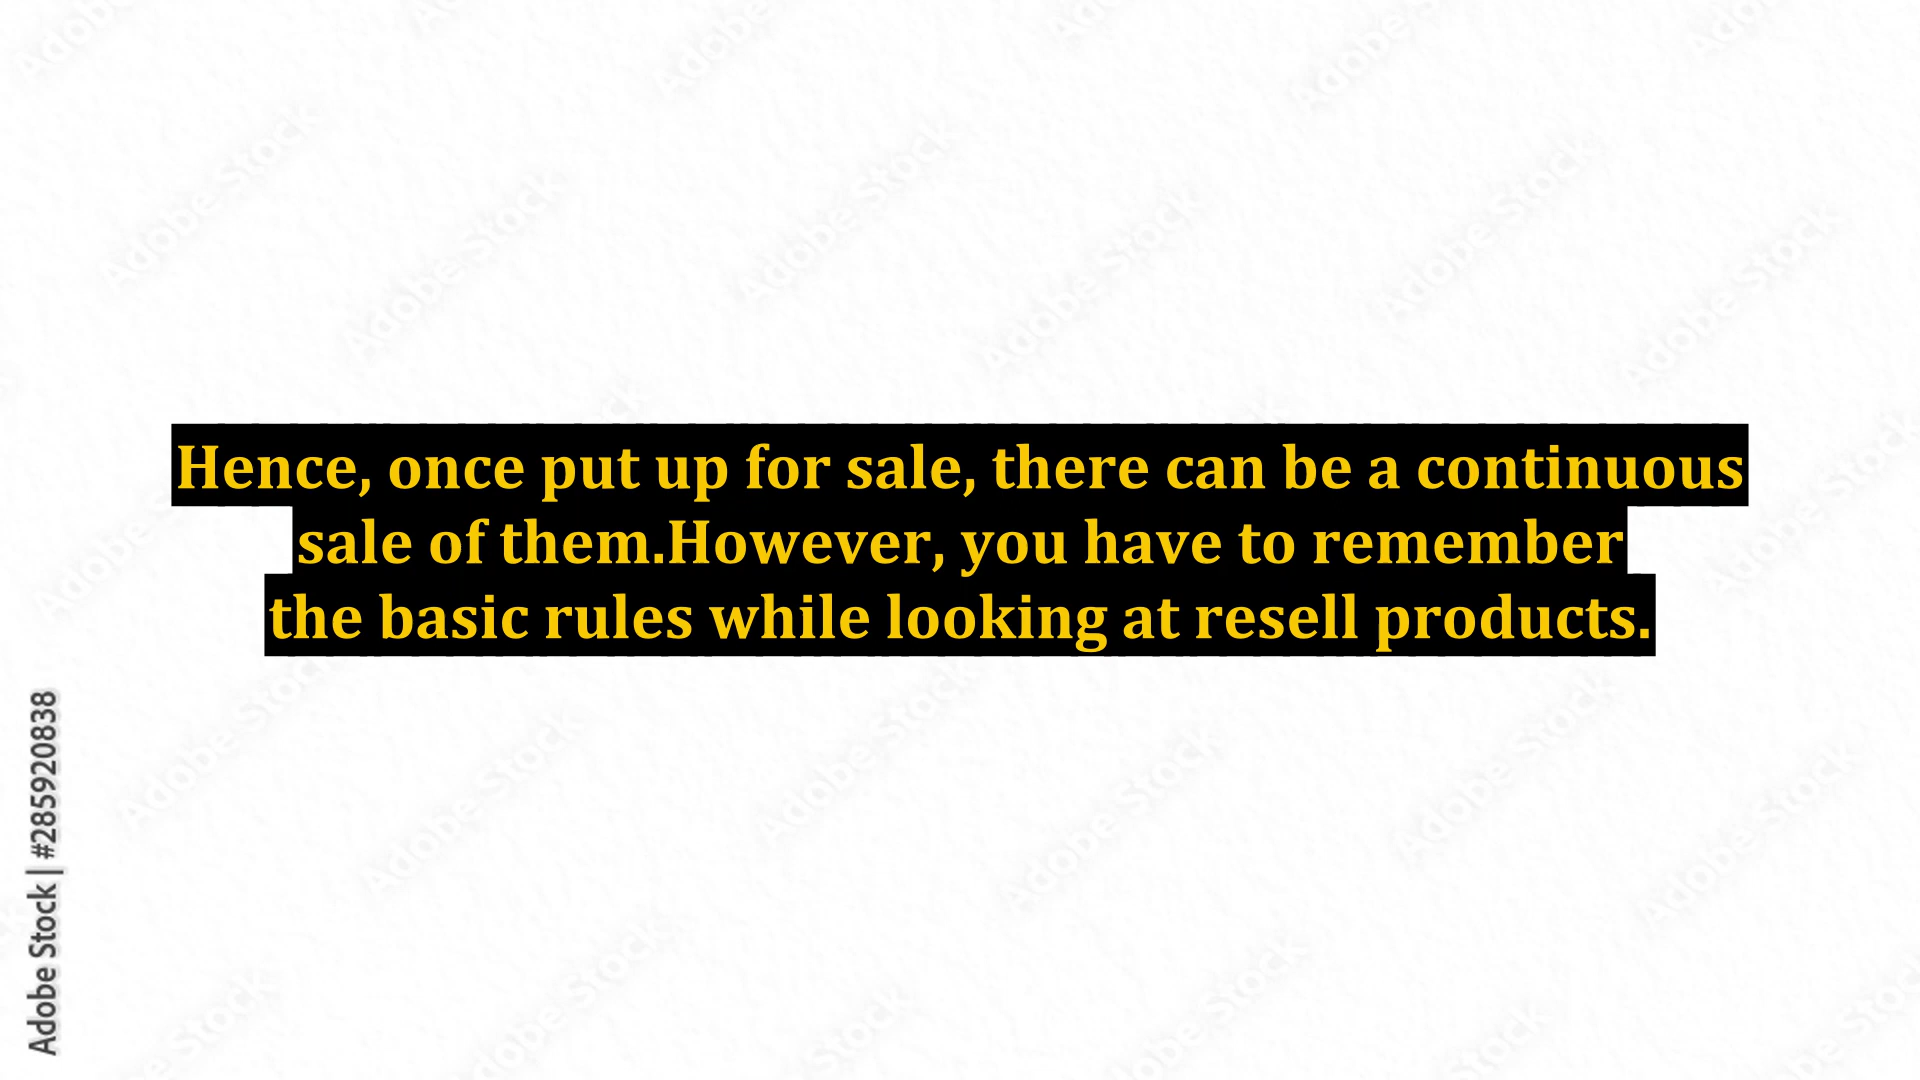 Hence, once put up for sale, there can be a continuous
sale of them.However, you have to remember
the basic rules while looking at resell products.
Adobe Stock | #285920838